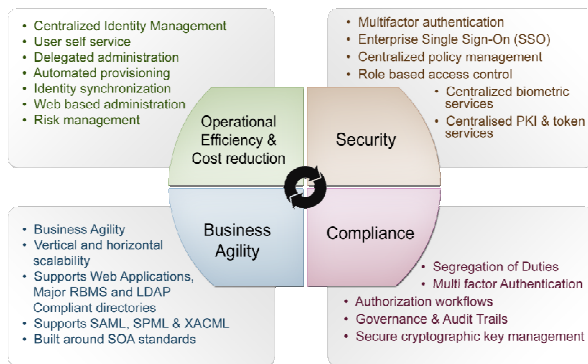 • Centralized Identity Management
• User self service
• Delegated administration
• Automated provisioning
• Identity synchronization
• Web based administration
• Risk management
• Multifactor authentication
• Enterprise Single Sign-On (SSO)
• Centralized policy management
• Role based access control
• Centralized biometric
services
• Centralised PKI & token
services
Operational
Efficiency &
Cost reduction
Security
Business
Agility
Compliance
• Business Agility
• Vertical and horizontal
scalability
• Supports Web Applications,
Major RBMS and LDAP
Compliant directories
• Supports SAML, SPML & XACML
• Built around SOA standards
• Segregation of Duties
• Multi factor Authentication
• Authorization workflows
• Governance & Audit Trails
• Secure cryptographic key management